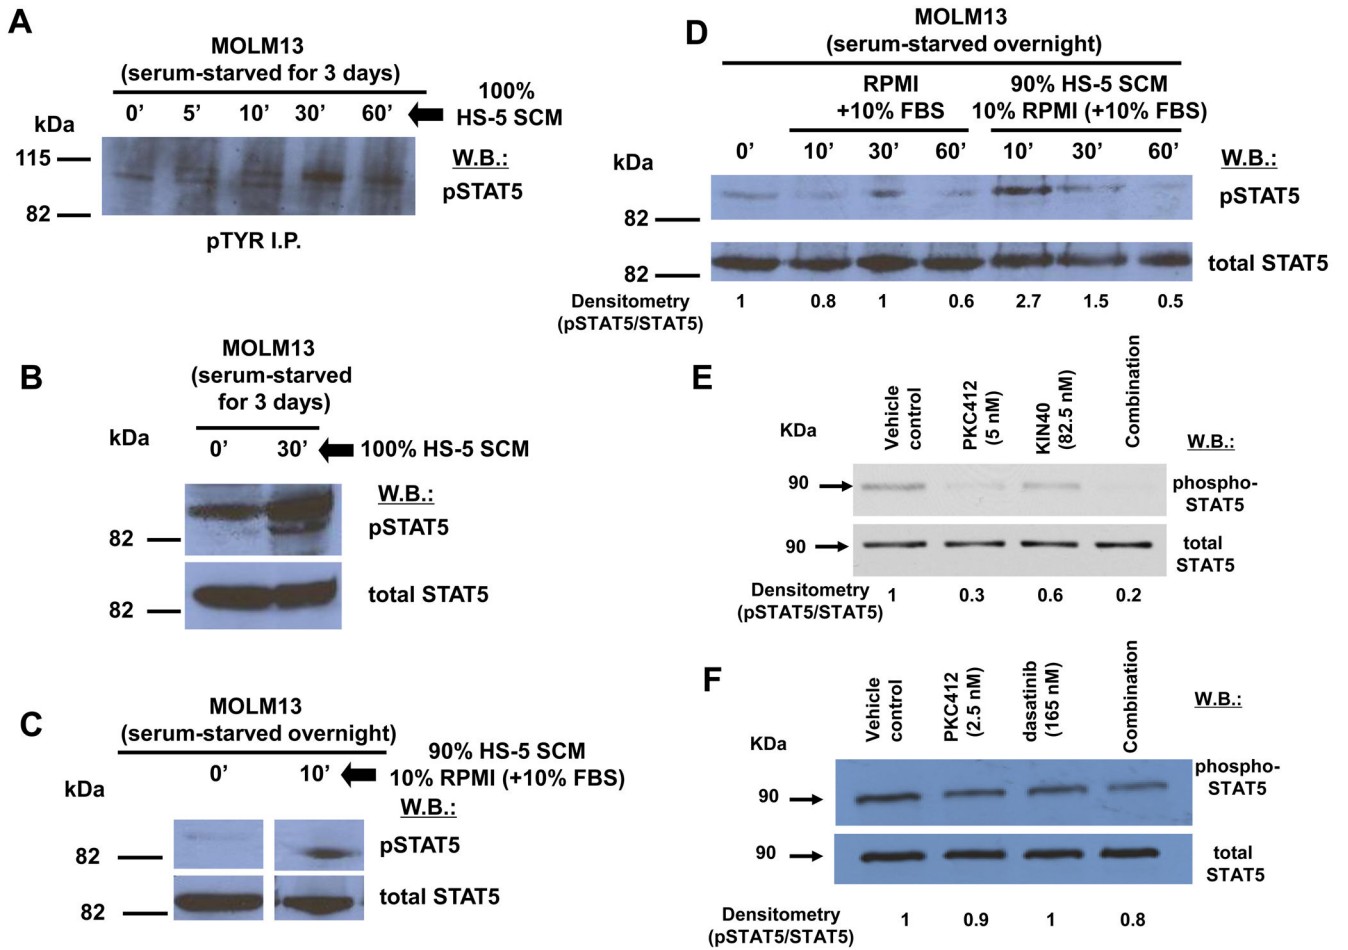 A
MOLM13
(serum-starved for 3 days)
0’ 5’ 10’ 30’ 60’
100%
HS-5 SCM
kDa
115
82
W.B.:
pSTAT5
pTYR I.P.
B
MOLM13
(serum-starved
for 3 days)
kDa
0’ 30’
100% HS-5 SCM
W.B.:
pSTAT5
82
total STAT5
82
C
MOLM13
(serum-starved overnight)
90% HS-5 SCM
10% RPMI (+10% FBS)
0’ 10’
kDa
W.B.:
pSTAT5
82
total STAT5
82
D
MOLM13
(serum-starved overnight)
RPMI
+10% FBS
90% HS-5 SCM
10% RPMI (+10% FBS)
kDa
0’ 10’ 30’ 60’ 10’ 30’ 60’
W.B.:
pSTAT5
82
total STAT5
82
Densitometry
(pSTAT5/STAT5)
1 0.8 1 0.6 2.7 1.5 0.5
E
Vehicle
control
PKC412
(5 nM)
KIN40
(82.5 nM)
Combination
KDa
W.B.:
90
phospho-
STAT5
90
total
STAT5
Densitometry
(pSTAT5/STAT5)
1 0.3 0.6 0.2
F
Vehicle
control
PKC412
(2.5 nM)
dasatinib
(165 nM)
Combination
W.B.:
KDa
90
phospho-
STAT5
90
total
STAT5
Densitometry
(pSTAT5/STAT5)
1 0.9 1 0.8